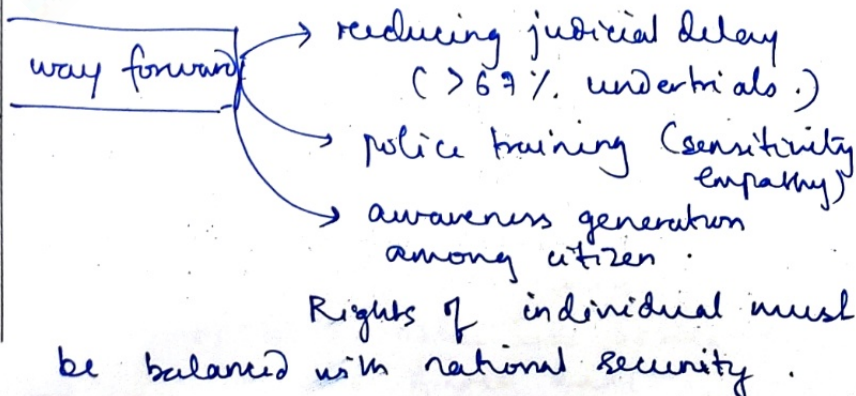 way forward
reducing judicial delay
(>67%. undertrials.)
police training (sensitivity
empathy)
awareness generation
among citizen.
Rights of individual must
be balanced with national security.